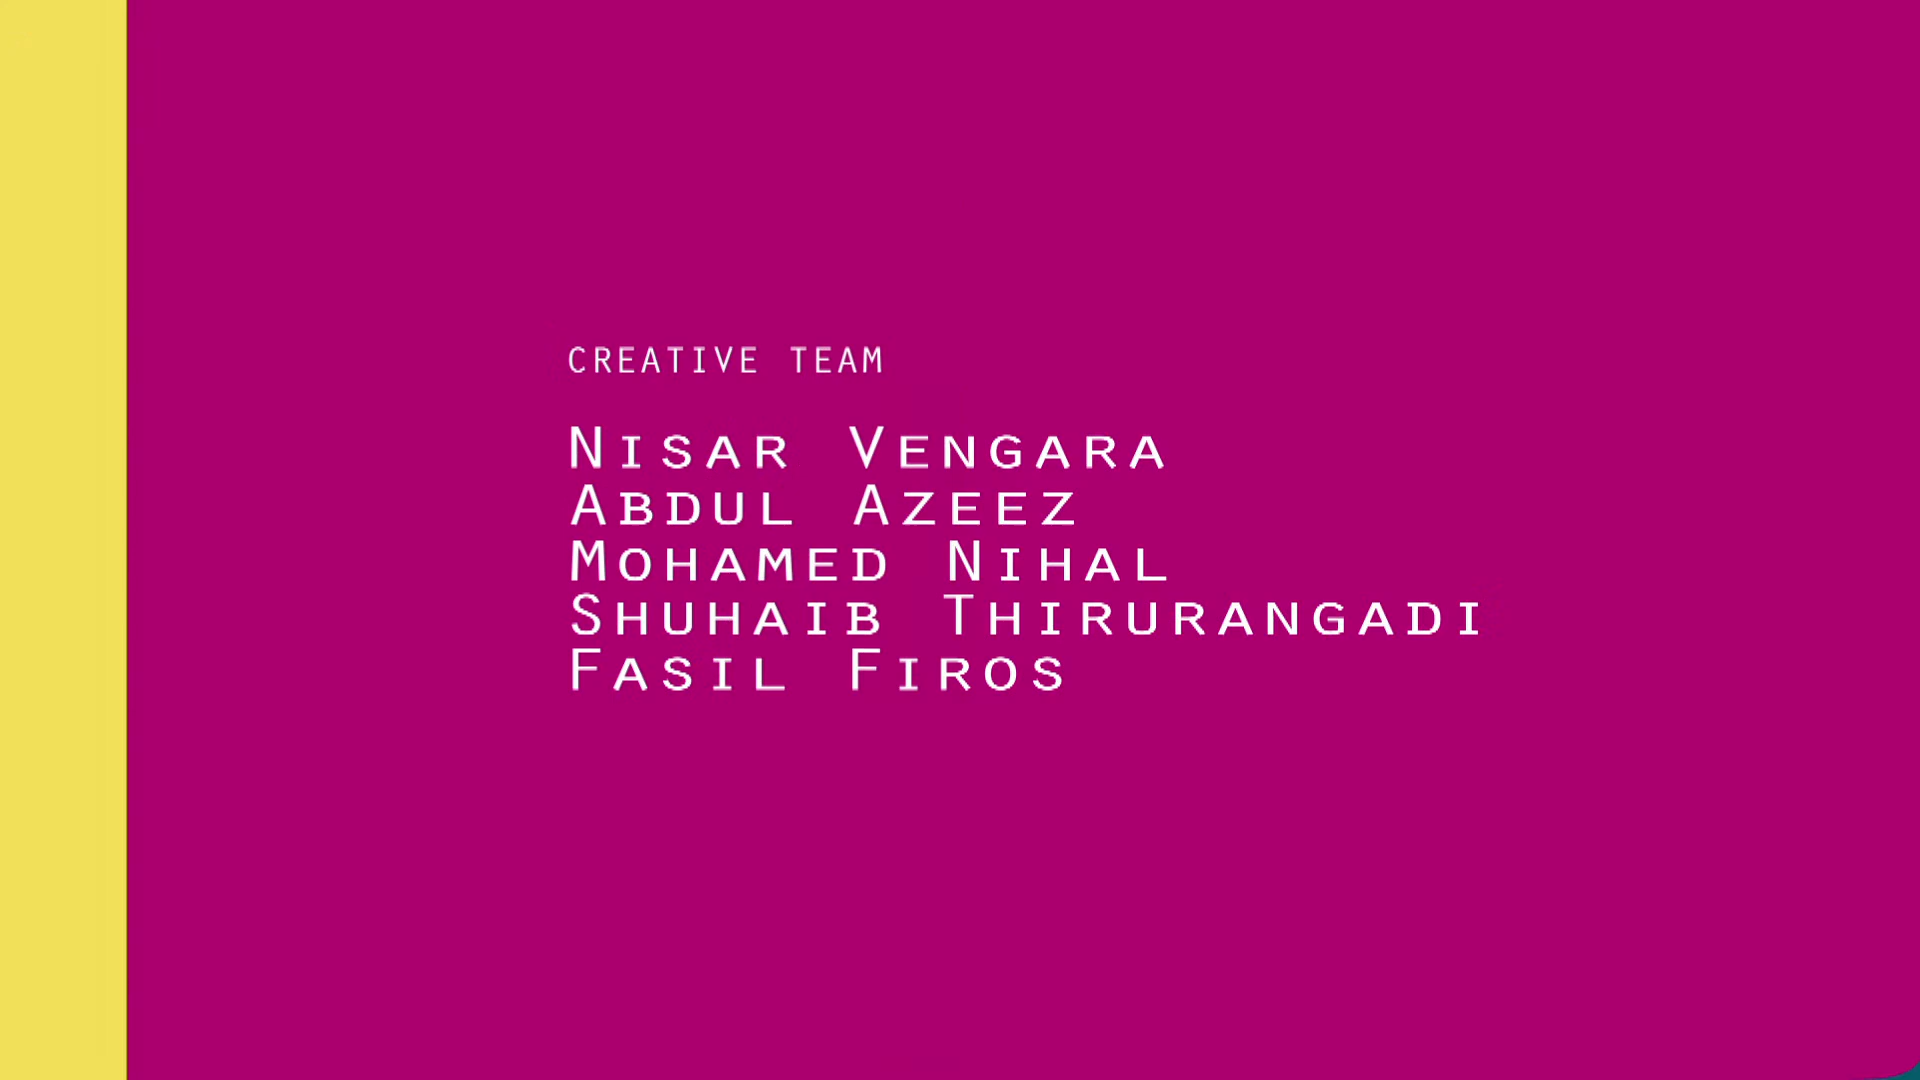 CREATIVE TEAM
Nisar Vengara
Abdul Azeez
Mohamed Nihal
Shuhaib Thirurangadi
Fasil Firos